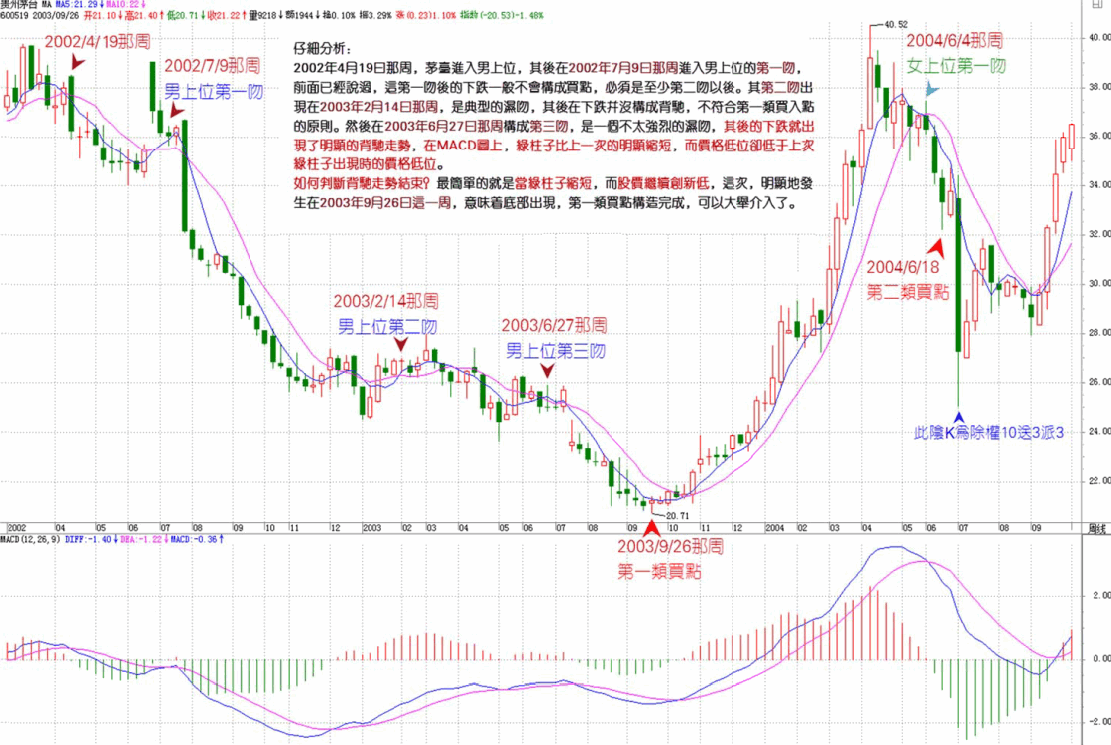 贵州茅台 MA MA5:21.29↓MA10:22↓
600519 2003/09/26 开21.10↓高21.40↑低20.71↓收21.22↑量9218↓额1944↓换0.10% 振3.29% 涨(0.23)1.10% 指数(-20.53)-1.48%
40.52
2002/4/19那周
2002/7/9那周
男上位第一吻
仔細分析：
2002年4月19日那周，茅臺進入男上位，其後在2002年7月9日那周進入男上位的第一吻，
前面已經說過，這第一吻後的下跌一般不會構成買點，必須是至少第二吻以後。其第二吻出
現在2003年2月14日那周，是典型的濕吻，其後在下跌并没構成背馳，不符合第一類買入點
的原則。然後在2003年6月27日那周構成第三吻，是一個不太強烈的濕吻，其後的下跌就出
現了明顯的背馳走勢，在MACD圖上，綠柱子比上一次的明顯縮短，而價格低位卻低于上次
綠柱子出現時的價格低位。
如何判斷背馳走勢結束？最簡單的就是當綠柱子縮短，而股價繼續創新低，這次，明顯地發
生在2003年9月26日這一周，意味着底部出現，第一類買點構造完成，可以大舉介入了。
2004/6/4那周
女上位第一吻
40.00
38.00
36.00
34.00
32.00
30.00
28.00
26.00
24.00
22.00
2004/6/18
第二類買點
2003/2/14那周
男上位第二吻
2003/6/27那周
男上位第三吻
此陰K為除權10送3派3
20.71
2002 04 05 06 07 08 09 10 11 12 2003 02 03 04 05 06 07 08 09 10 11 12 2004 02 03 04 05 06 07 08 09 周线
MACD(12,26,9) DIFF:-1.40↓DEA:-1.22↓MACD:-0.36↑
2003/9/26那周
第一類買點
2.00
0.00
-2.00